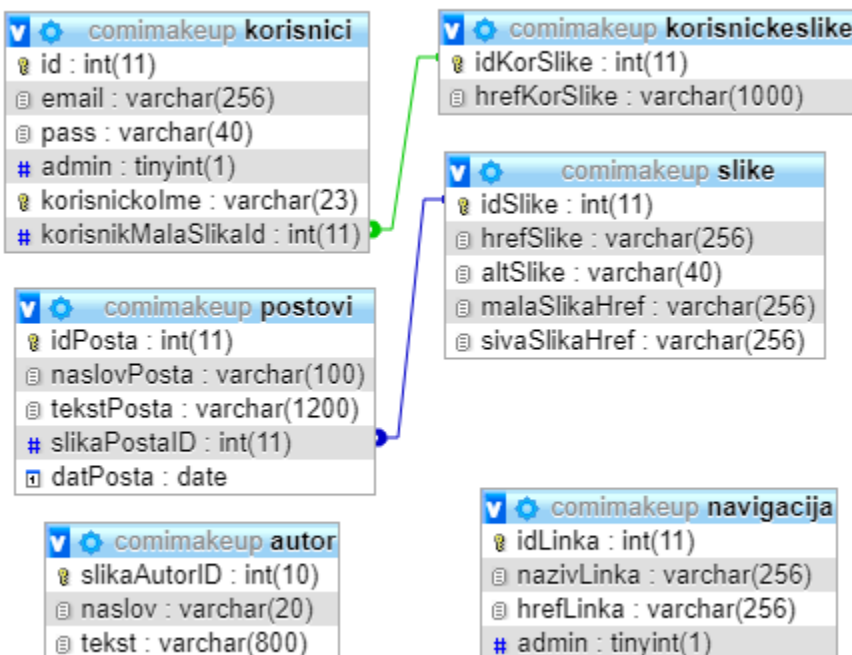 comimakeup korisnici
id : int(11)
email : varchar(256)
pass : varchar(40)
# admin : tinyint(1)
korisnickoIme : varchar(23)
# korisnikMalaSlikaId : int(11)
comimakeup korisnickeslike
idKorSlike : int(11)
hrefKorSlike : varchar(1000)
comimakeup slike
idSlike : int(11)
hrefSlike : varchar(256)
altSlike : varchar(40)
malaSlikaHref : varchar(256)
sivaSlikaHref : varchar(256)
comimakeup postovi
idPosta : int(11)
naslovPosta : varchar(100)
tekstPosta : varchar(1200)
# slikaPostaID : int(11)
datPosta : date
comimakeup autor
slikaAutorID : int(10)
naslov : varchar(20)
tekst : varchar(800)
comimakeup navigacija
idLinka : int(11)
nazivLinka : varchar(256)
hrefLinka : varchar(256)
# admin : tinyint(1)